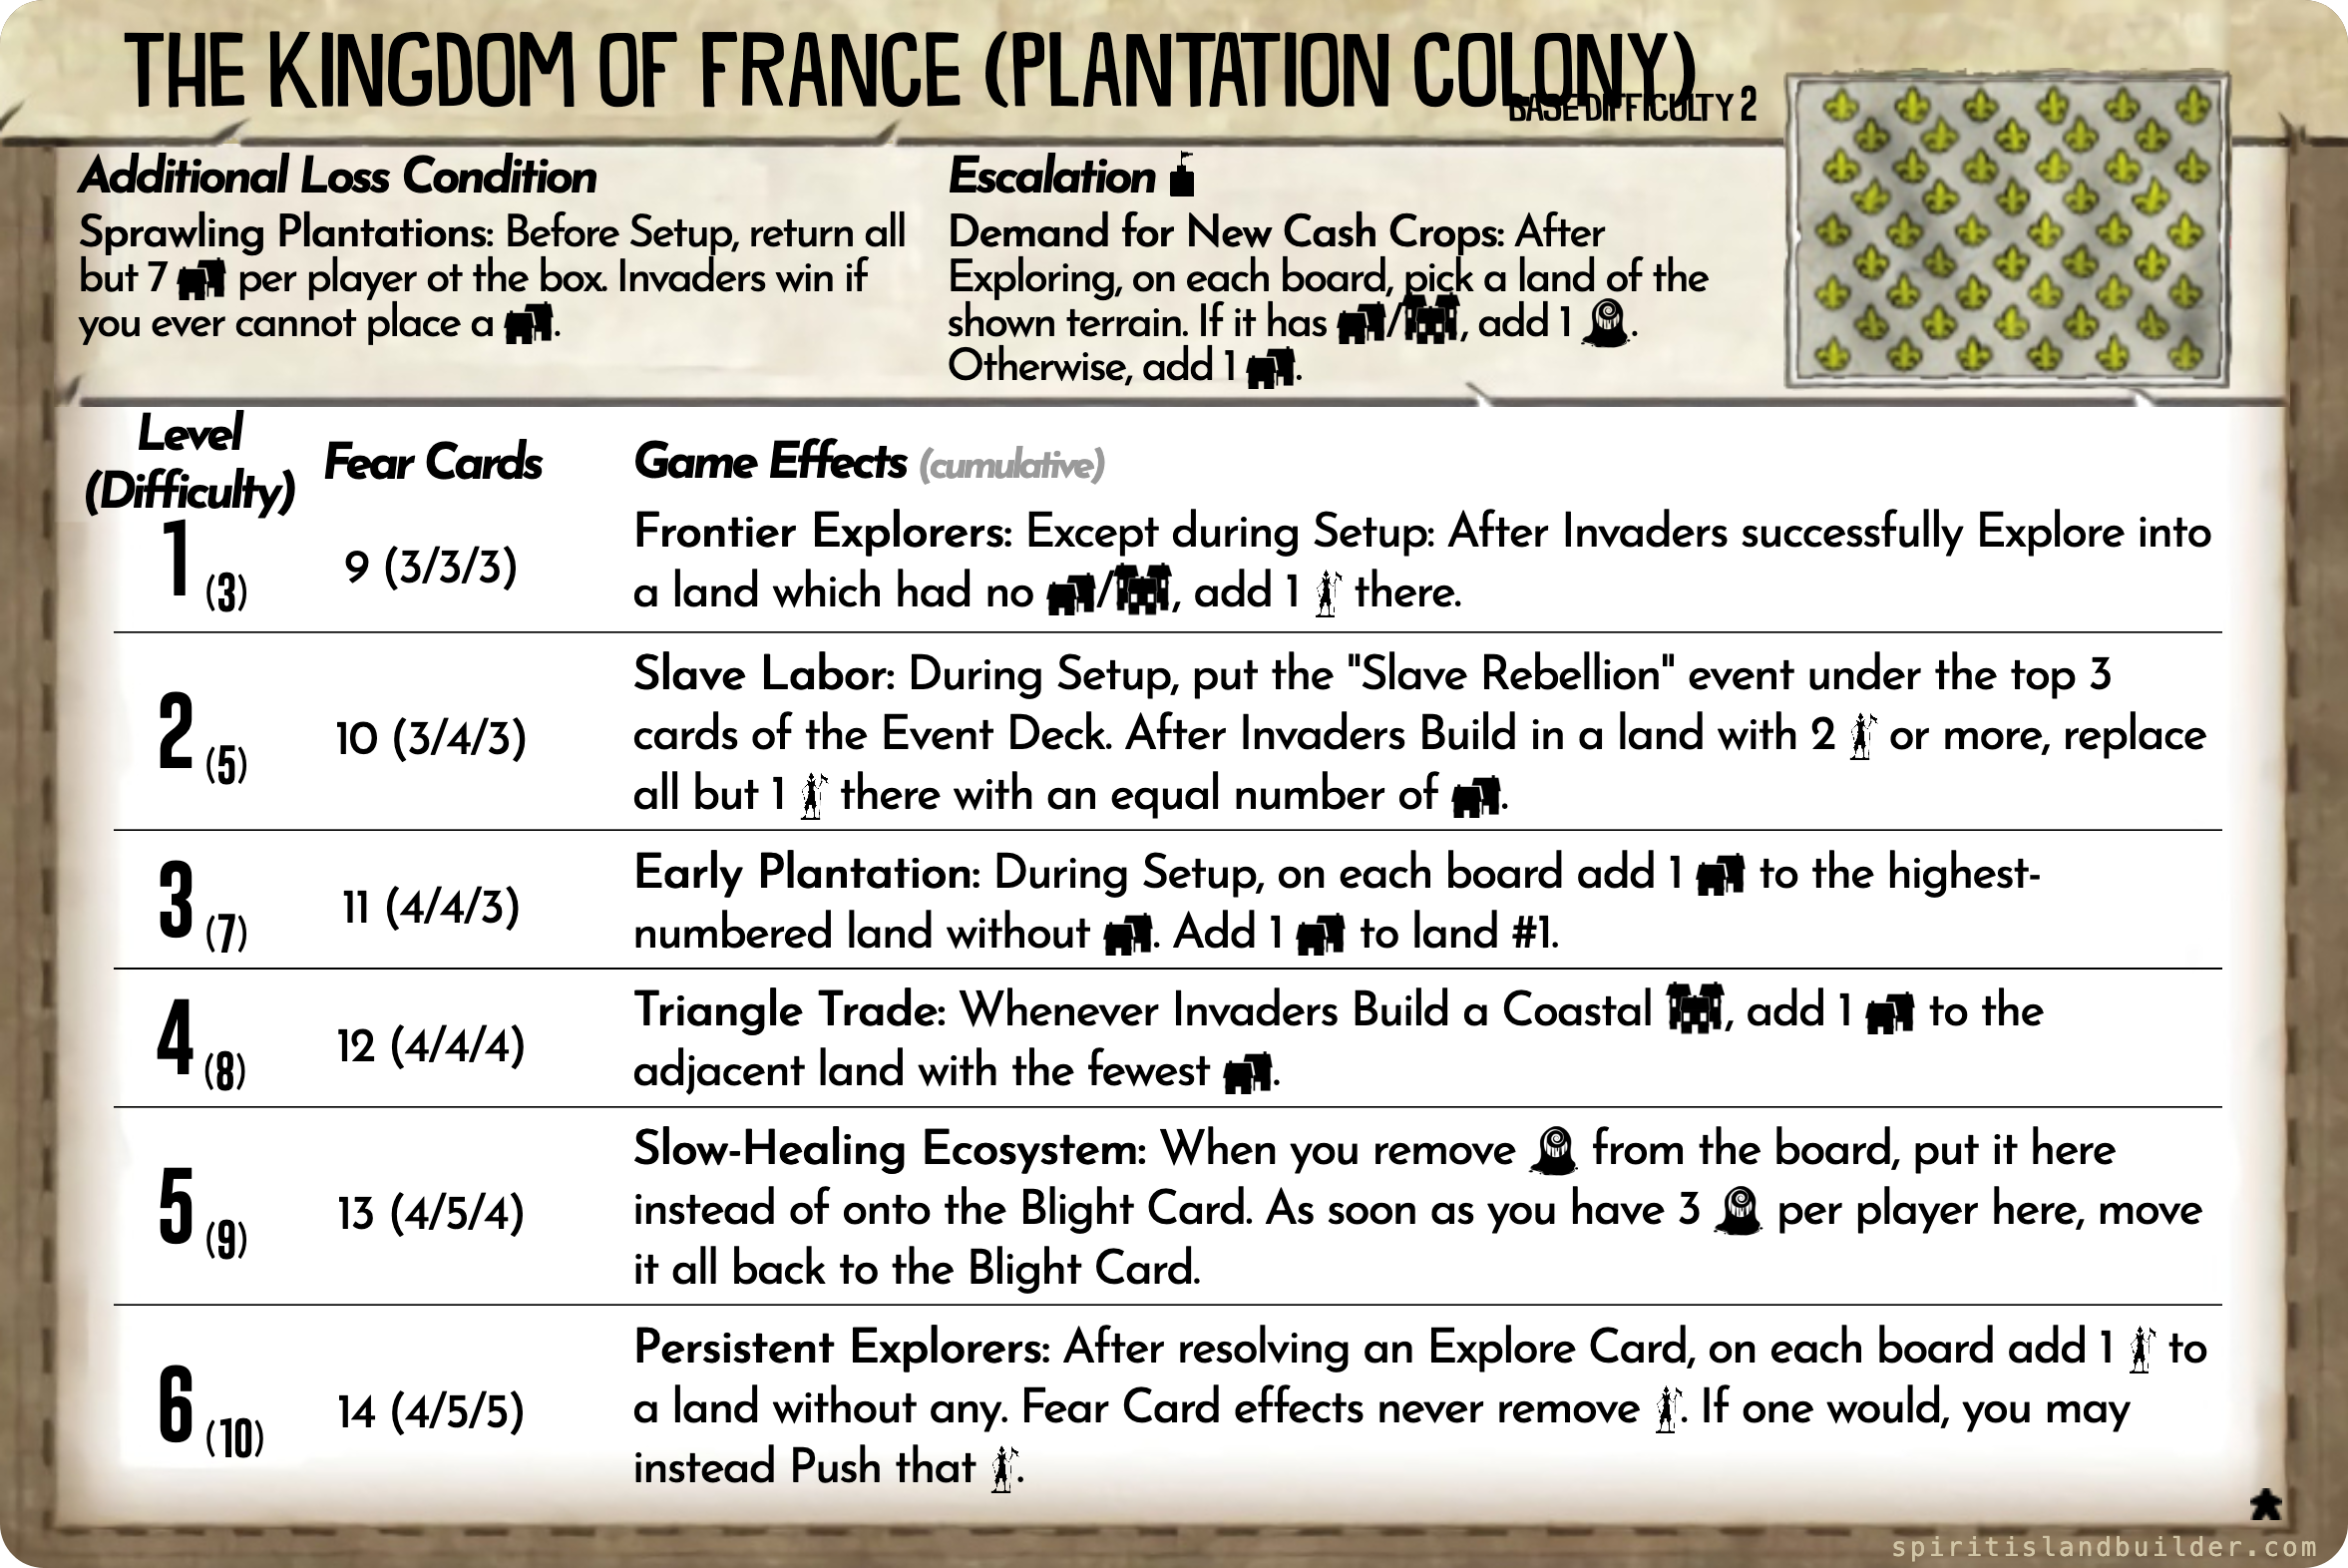 THE KINGDOM OF FRANCE (PLANTATION COLONY)
BASE DIFFICULTY 2
Additional Loss Condition
Sprawling Plantations: Before Setup, return all
but 7 per player ot the box. Invaders win if
you ever cannot place a .
Escalation
Demand for New Cash Crops: After
Exploring, on each board, pick a land of the
shown terrain. If it has /, add 1 .
Otherwise, add 1 .
Level
(Difficulty)
Fear Cards
Game Effects (cumulative)
1 (3)
9 (3/3/3)
Frontier Explorers: Except during Setup: After Invaders successfully Explore into
a land which had no /, add 1 there.
2 (5)
10 (3/4/3)
Slave Labor: During Setup, put the "Slave Rebellion" event under the top 3
cards of the Event Deck. After Invaders Build in a land with 2 or more, replace
all but 1 there with an equal number of .
3 (7)
11 (4/4/3)
Early Plantation: During Setup, on each board add 1 to the highest-
numbered land without . Add 1 to land #1.
4 (8)
12 (4/4/4)
Triangle Trade: Whenever Invaders Build a Coastal , add 1 to the
adjacent land with the fewest .
5 (9)
13 (4/5/4)
Slow-Healing Ecosystem: When you remove from the board, put it here
instead of onto the Blight Card. As soon as you have 3 per player here, move
it all back to the Blight Card.
6 (10)
14 (4/5/5)
Persistent Explorers: After resolving an Explore Card, on each board add 1 to
a land without any. Fear Card effects never remove . If one would, you may
instead Push that .
spiritislandbuilder.com